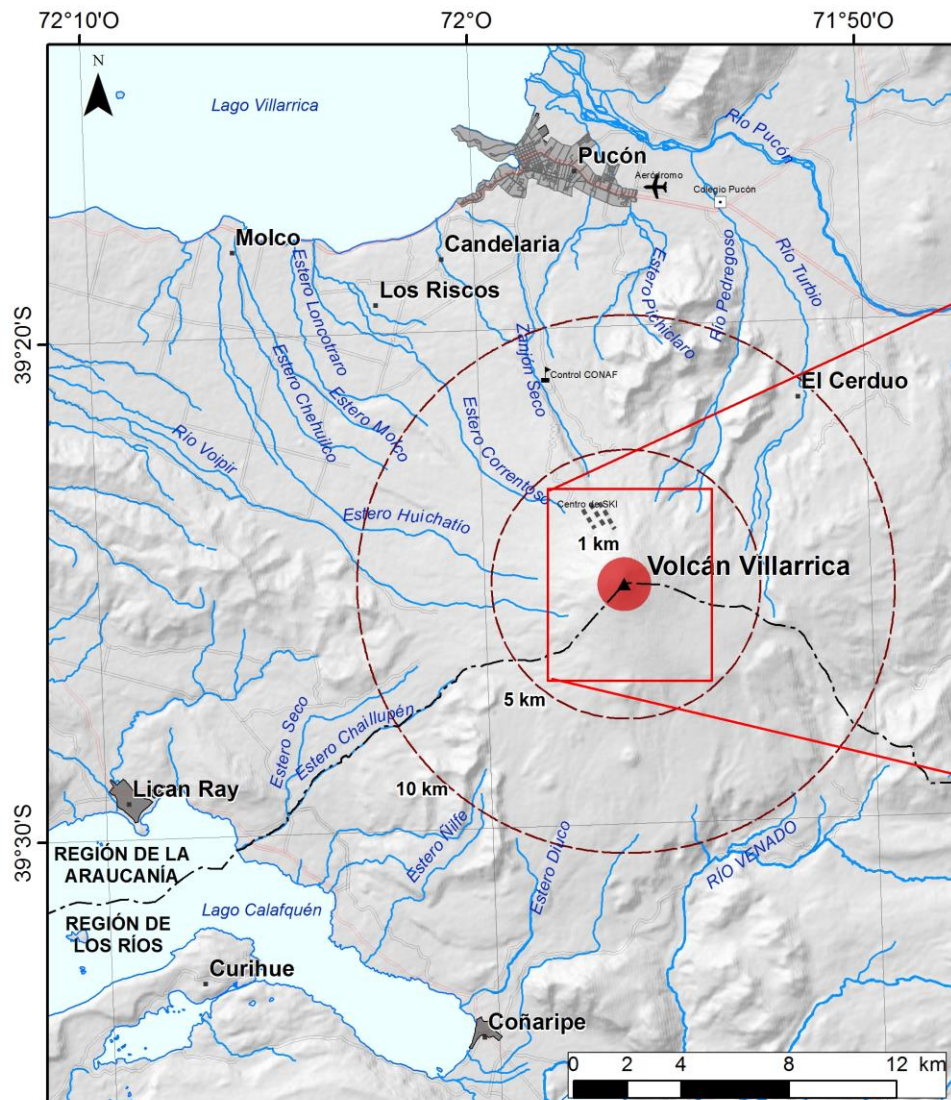 72°10'O
72°O
71°50'O
N
Lago Villarrica
Río Pucón
Pucón
Aeródromo
Colegio Pucón
Molco
Candelaria
Estero Loncotraro
Los Riscos
Estero Pichiclaro
Río Pedregoso
Río Turbio
39°20'S
Zanjón Seco
Control CONAF
El Cerduo
Estero Chehuilco
Estero Molco
Estero Correntoso
Río Voipir
Estero Huichatío
Centro de SKI
1 km
Volcán Villarrica
5 km
Estero Seco
Estero Chaillupén
10 km
Lican Ray
39°30'S
Estero Ñilfe
Estero Diuco
RÍO VENADO
REGIÓN DE LA
ARAUCANÍA
REGIÓN DE
LOS RÍOS
Lago Calafquén
Curihue
Coñaripe
0 2 4 8 12 km